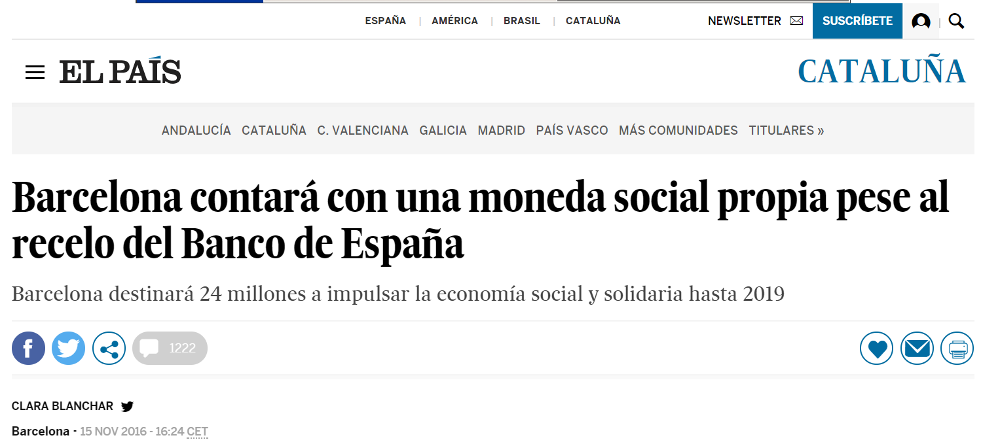 ESPAÑA | AMÉRICA | BRASIL | CATALUÑA NEWSLETTER SUSCRÍBETE
EL PAÍS CATALUÑA
ANDALUCÍA CATALUÑA C. VALENCIANA GALICIA MADRID PAÍS VASCO MÁS COMUNIDADES TITULARES »
Barcelona contará con una moneda social propia pese al
recelo del Banco de España
Barcelona destinará 24 millones a impulsar la economía social y solidaria hasta 2019
1222
CLARA BLANCHAR
Barcelona - 15 NOV 2016 - 16:24 CET